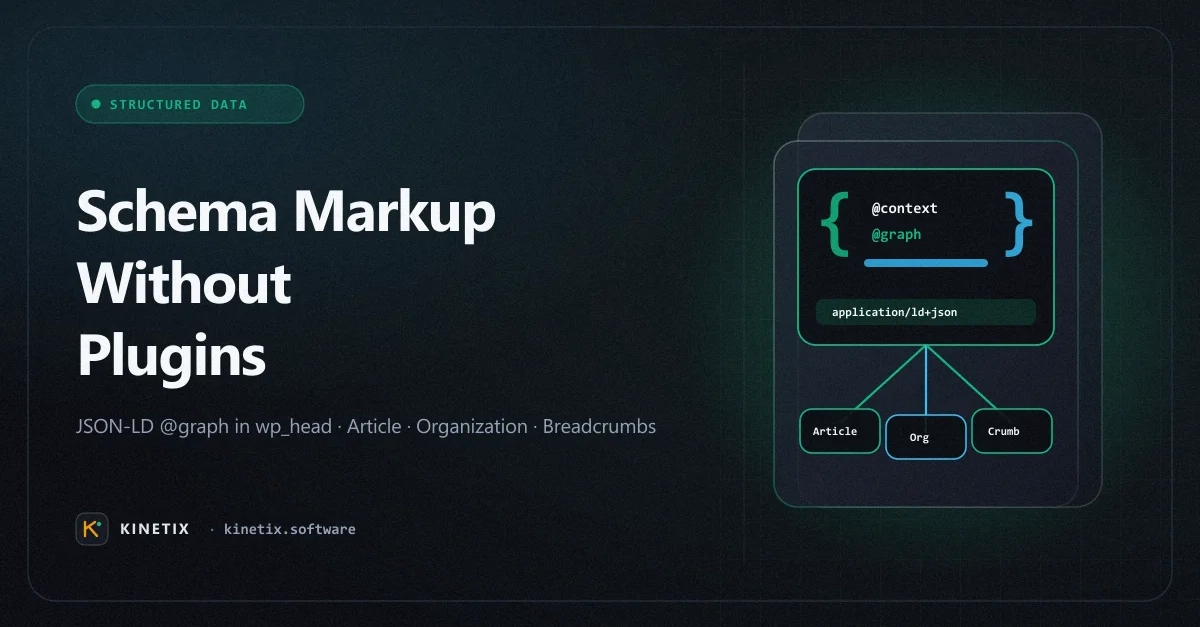 STRUCTURED DATA
Schema Markup
Without
Plugins
JSON-LD @graph in wp_head · Article · Organization · Breadcrumbs
K KINETIX · kinetix.software
{ @context }
@graph
application/ld+json
Article
Org
Crumb